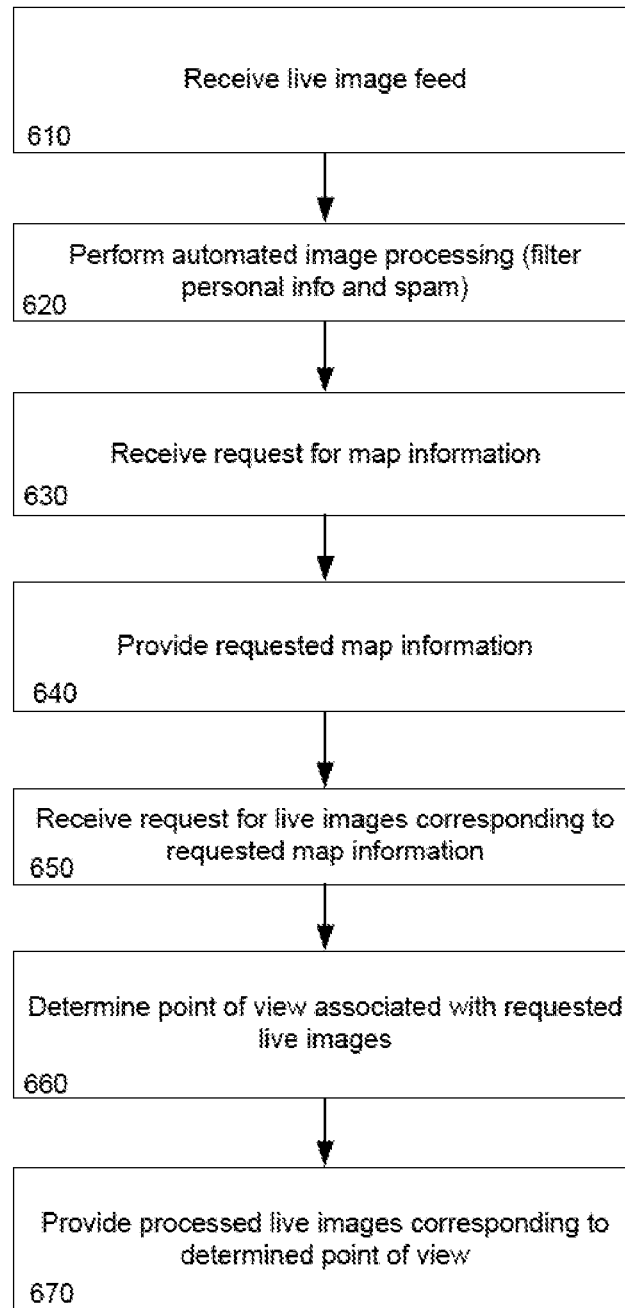 Receive live image feed
610
Perform automated image processing (filter
personal info and spam)
620
Receive request for map information
630
Provide requested map information
640
Receive request for live images corresponding to
requested map information
650
Determine point of view associated with requested
live images
660
Provide processed live images corresponding to
determined point of view
670